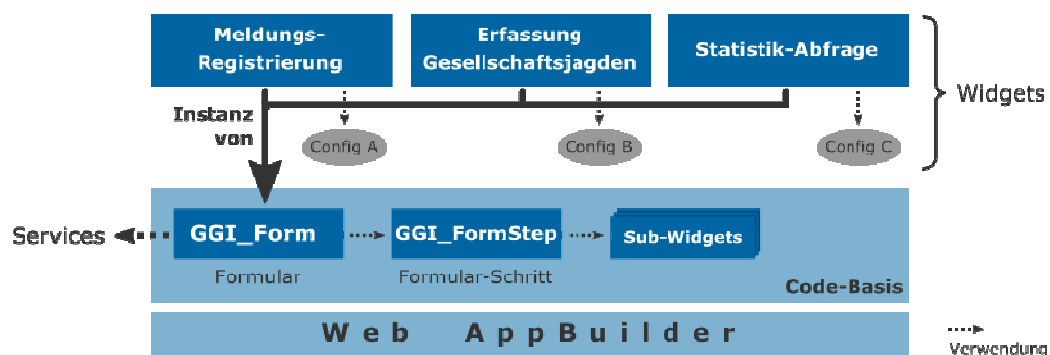 Meldungs-
Registrierung
Erfassung
Gesellschaftsjagden
Statistik-Abfrage
Widgets
Instanz
von
Config A
Config B
Config C
Services
GGI_Form
GGI_FormStep
Sub-Widgets
Formular
Formular-Schritt
Code-Basis
Web AppBuilder
Verwendung